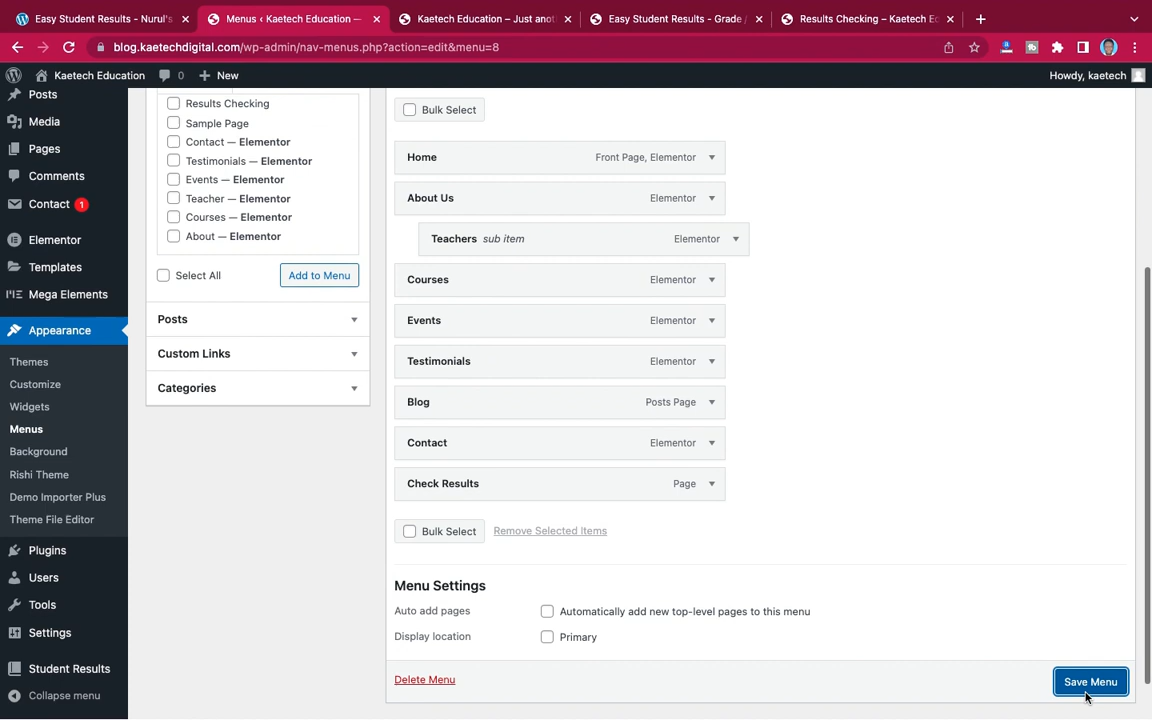 Easy Student Results - Nurul's
Menus ‹ Kaetech Education —
Kaetech Education – Just anot
Easy Student Results - Grade
Results Checking – Kaetech Ec
blog.kaetechdigital.com/wp-admin/nav-menus.php?action=edit&menu=8
Kaetech Education
0
New
Howdy, kaetech
Posts
Media
Pages
Comments
Contact 1
Elementor
Templates
Mega Elements
Appearance
Themes
Customize
Widgets
Menus
Background
Rishi Theme
Demo Importer Plus
Theme File Editor
Plugins
Users
Tools
Settings
Student Results
Collapse menu
Results Checking
Sample Page
Contact — Elementor
Testimonials — Elementor
Events — Elementor
Teacher — Elementor
Courses — Elementor
About — Elementor
Select All
Add to Menu
Posts
Custom Links
Categories
Bulk Select
Home Front Page, Elementor
About Us Elementor
Teachers sub item Elementor
Courses Elementor
Events Elementor
Testimonials Elementor
Blog Posts Page
Contact Elementor
Check Results Page
Bulk Select Remove Selected Items
Menu Settings
Auto add pages Automatically add new top-level pages to this menu
Display location Primary
Delete Menu
Save Menu